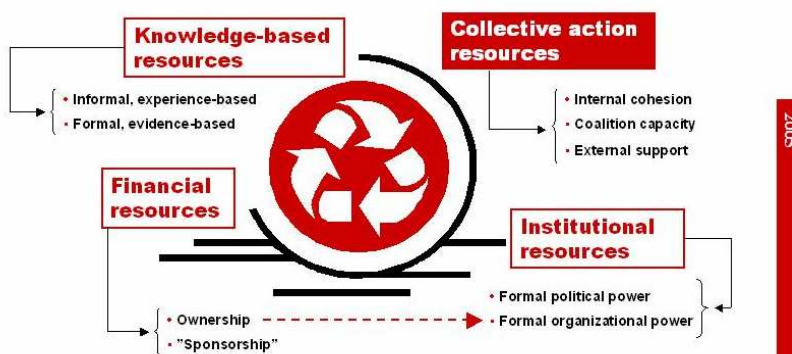 Knowledge-based
resources
Collective action
resources
• Informal, experience-based
• Formal, evidence-based
• Internal cohesion
• Coalition capacity
• External support
2005
Financial
resources
Institutional
resources
• Formal political power
• Ownership
• Formal organizational power
• "Sponsorship"